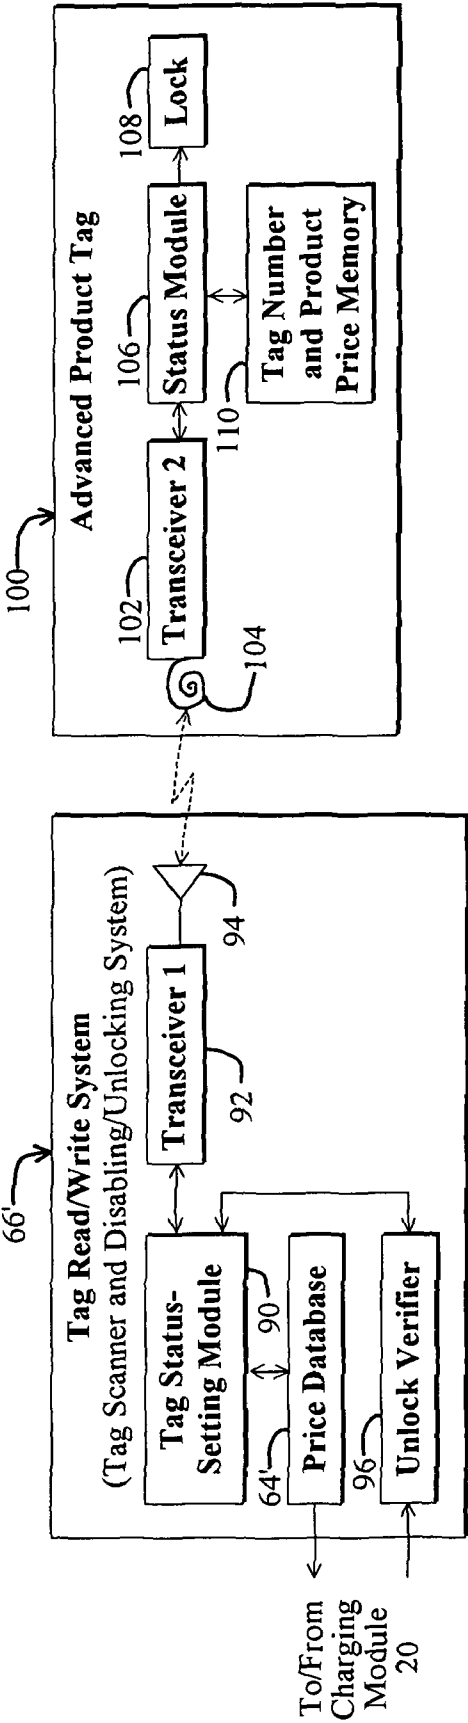 66'
Tag Read/Write System
(Tag Scanner and Disabling/Unlocking System)
Tag Status-
Setting Module
90
Transceiver 1
92
94
64'
Price Database
96
Unlock Verifier
To/From
Charging
Module
20
100
Advanced Product Tag
102
Transceiver 2
104
106
Status Module
108
Lock
110
Tag Number
and Product
Price Memory